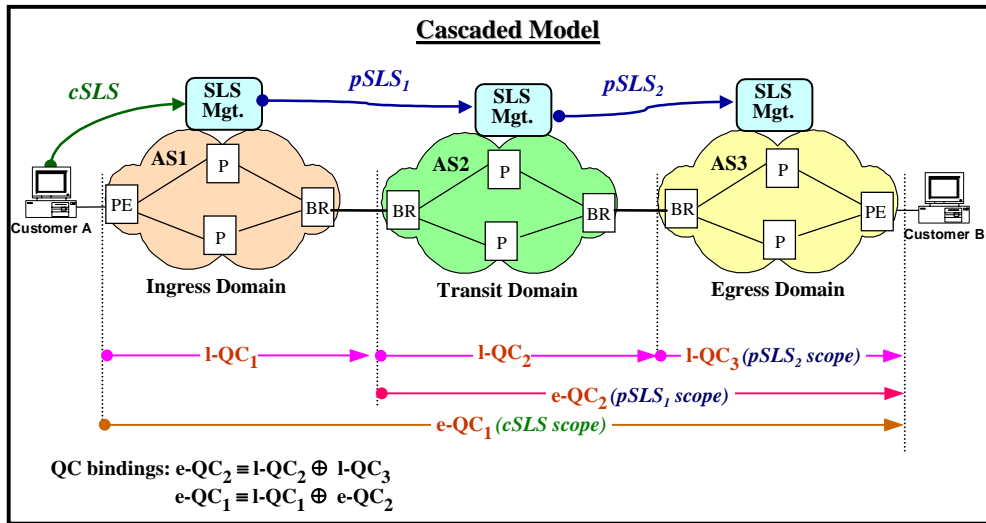 Cascaded Model
cSLS
SLS
Mgt.
pSLS1
SLS
Mgt.
pSLS2
SLS
Mgt.
AS1
P
PE
BR
P
AS2
P
BR
BR
P
AS3
P
BR
PE
P
Customer A
Customer B
Ingress Domain
Transit Domain
Egress Domain
l-QC1
l-QC2
l-QC3 (pSLS2 scope)
e-QC2 (pSLS1 scope)
e-QC1 (cSLS scope)
QC bindings: e-QC2 ≡ l-QC2 ⊕ l-QC3
e-QC1 ≡ l-QC1 ⊕ e-QC2